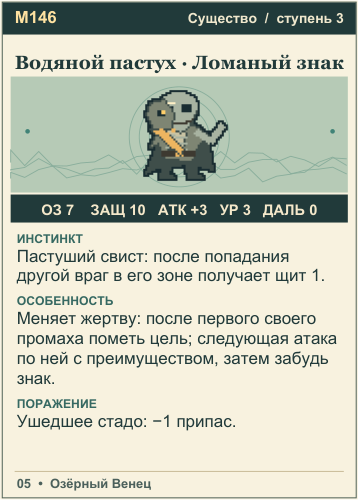 M146
Существо / ступень 3
Водяной пастух · Ломаный знак
ОЗ 7 ЗАЩ 10 АТК +3 УР 3 ДАЛЬ 0
ИНСТИНКТ
Пастуший свист: после попадания
другой враг в его зоне получает щит 1.
ОСОБЕННОСТЬ
Меняет жертву: после первого своего
промаха пометь цель; следующая атака
по ней с преимуществом, затем забудь
знак.
ПОРАЖЕНИЕ
Ушедшее стадо: −1 припас.
05 • Озёрный Венец